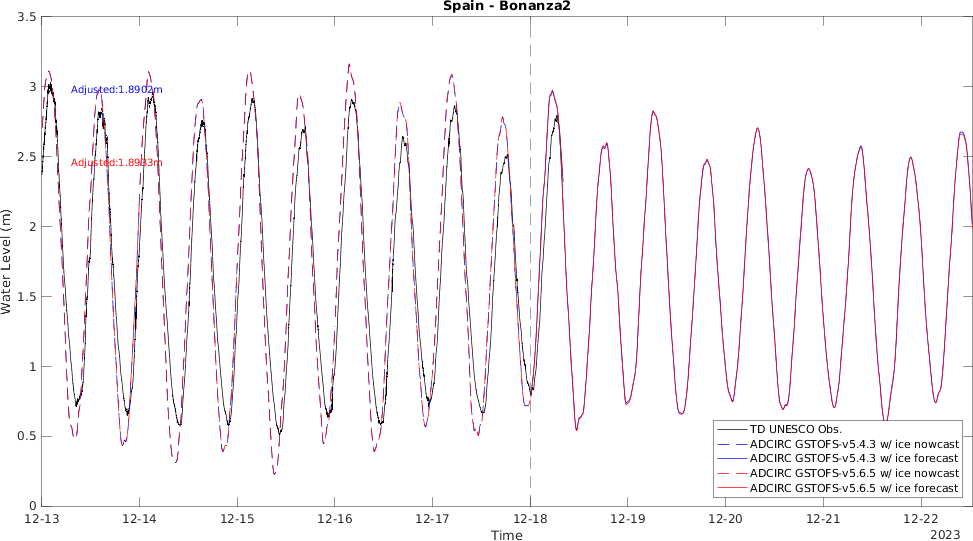 Spain - Bonanza2
3.5
3
2.5
2
1.5
1
0.5
0
Water Level (m)
Adjusted:1.8902m
Adjusted:1.8933m
12-13
12-14
12-15
12-16
12-17
12-18
12-19
12-20
12-21
12-22
Time
2023
TD UNESCO Obs.
ADCIRC GSTOFS-v5.4.3 w/ ice nowcast
ADCIRC GSTOFS-v5.4.3 w/ ice forecast
ADCIRC GSTOFS-v5.6.5 w/ ice nowcast
ADCIRC GSTOFS-v5.6.5 w/ ice forecast